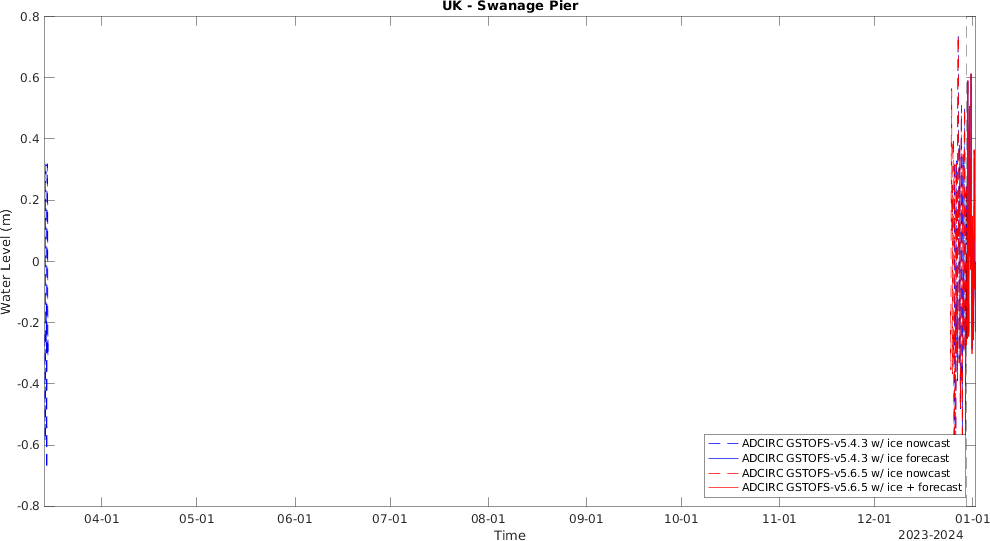 UK - Swanage Pier
0.8
0.6
0.4
0.2
0
-0.2
-0.4
-0.6
-0.8
Water Level (m)
ADCIRC GSTOFS-v5.4.3 w/ ice nowcast
ADCIRC GSTOFS-v5.4.3 w/ ice forecast
ADCIRC GSTOFS-v5.6.5 w/ ice nowcast
ADCIRC GSTOFS-v5.6.5 w/ ice + forecast
04-01 05-01 06-01 07-01 08-01 09-01 10-01 11-01 12-01 01-01
Time
2023-2024